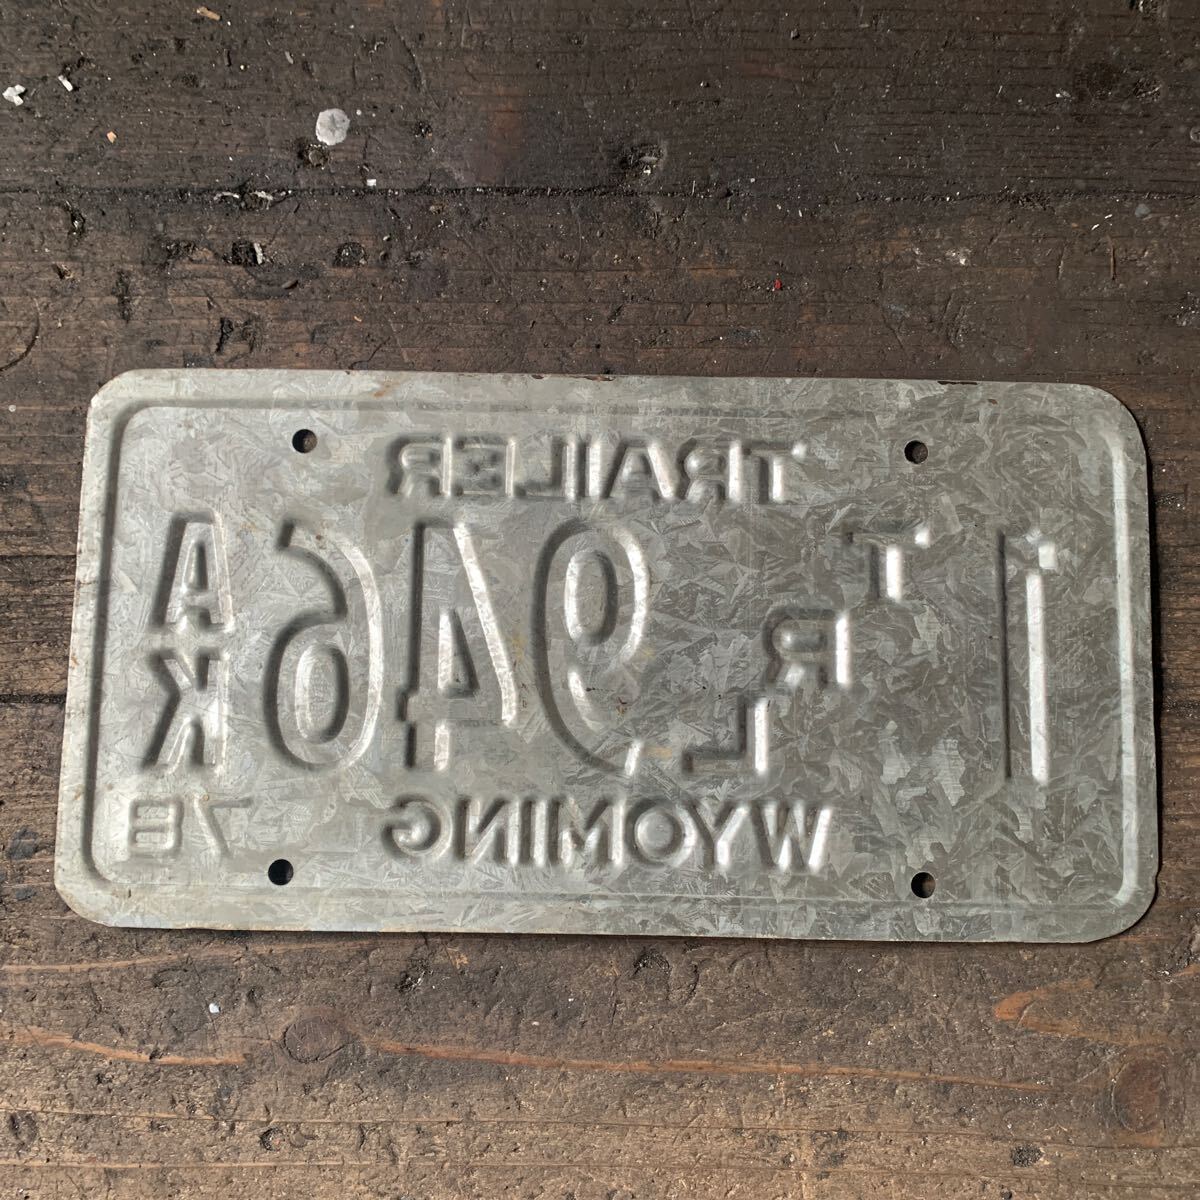 TRAILER
1 TRL 946 AK
WYOMING 78